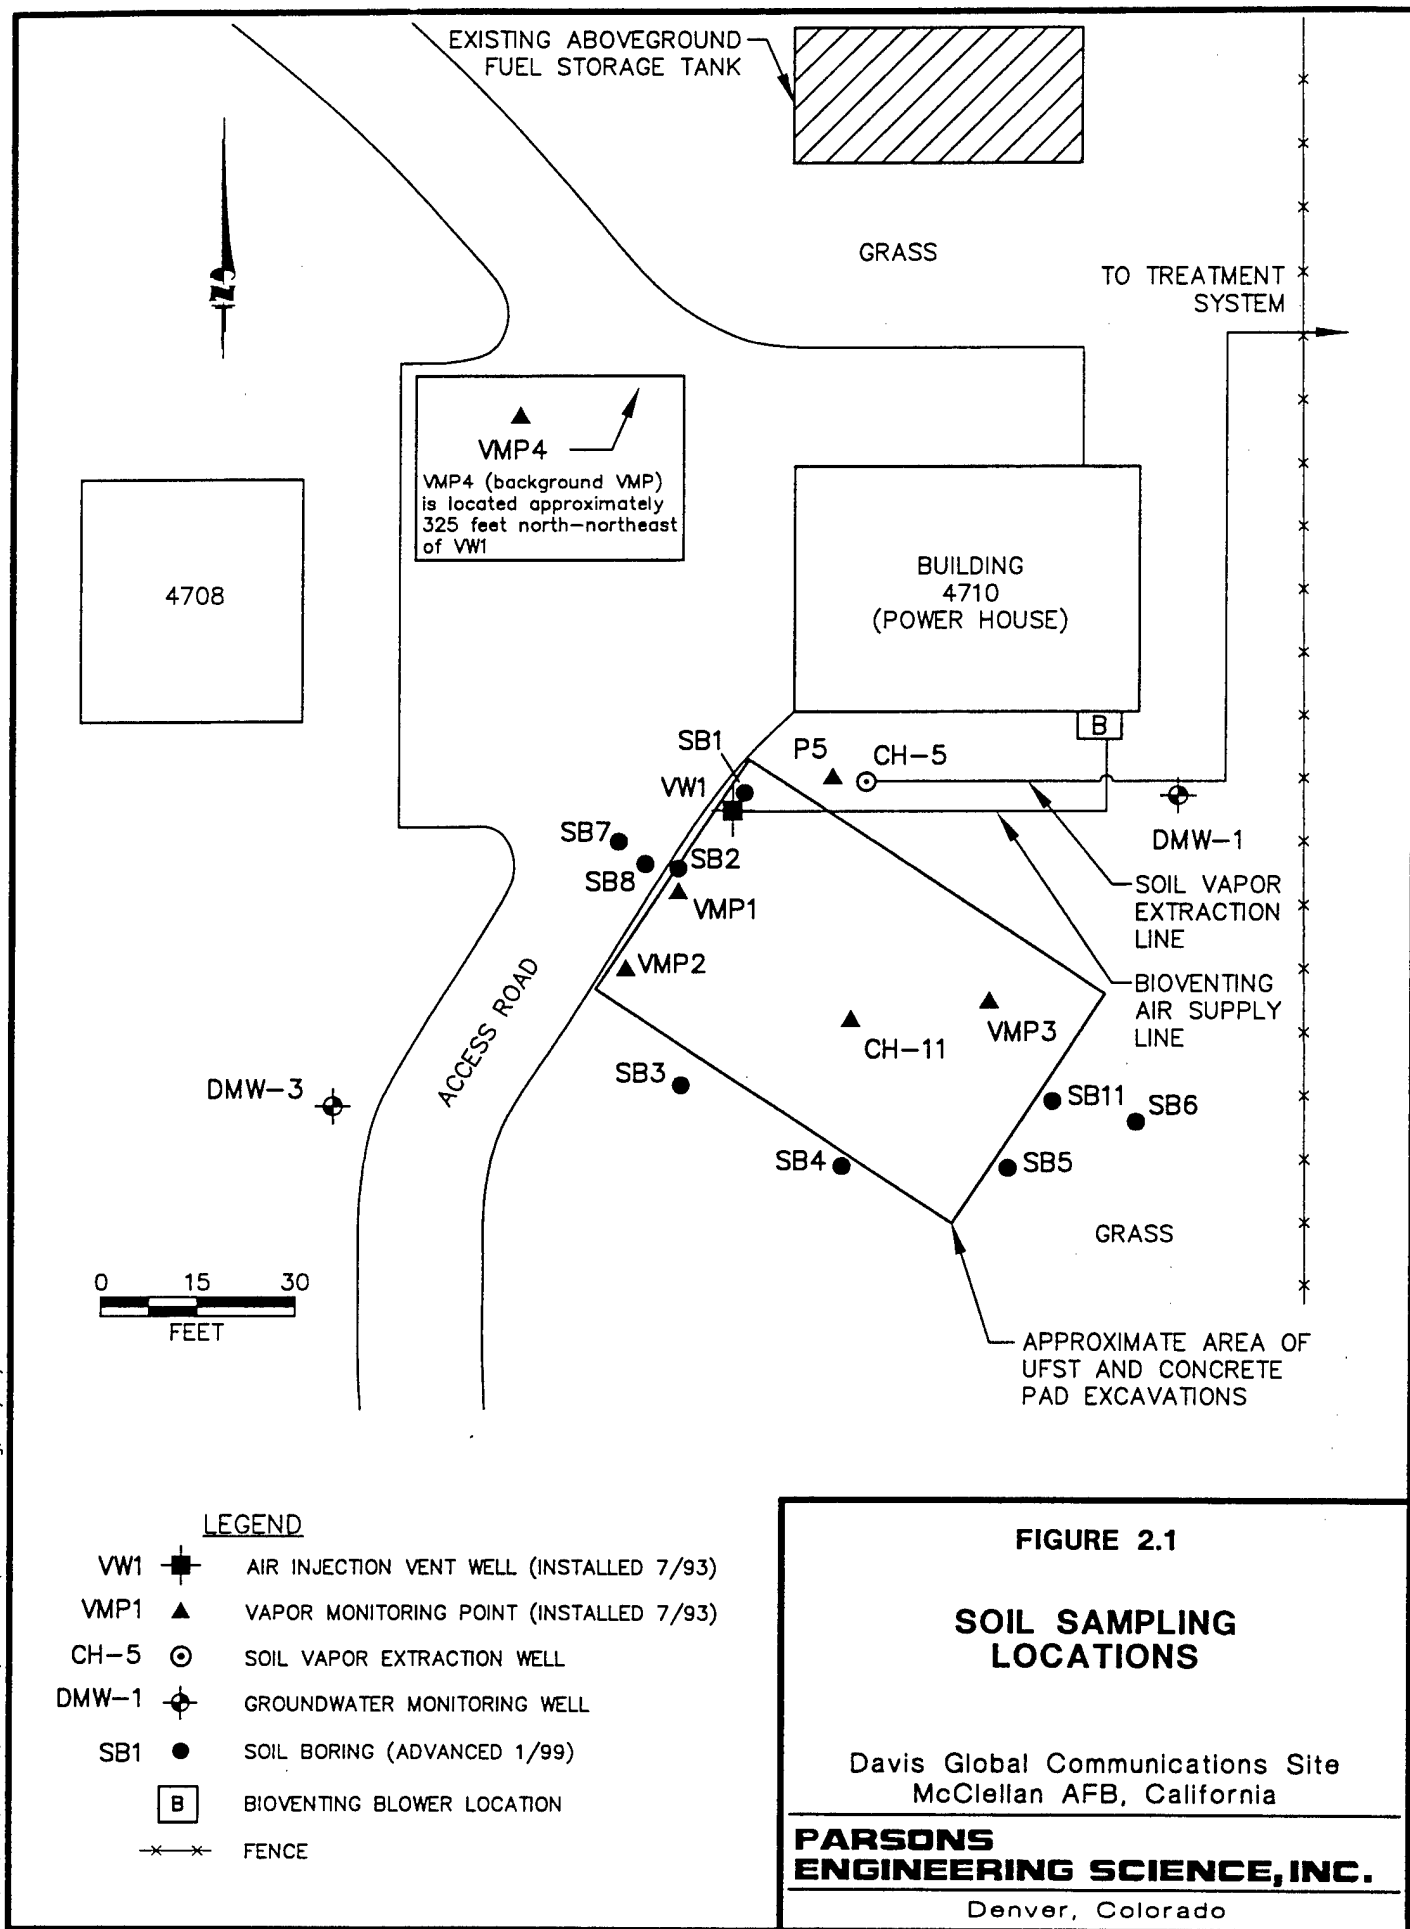 EXISTING ABOVEGROUND
FUEL STORAGE TANK
GRASS
TO TREATMENT
SYSTEM
N
VMP4
VMP4 (background VMP)
is located approximately
325 feet north-northeast
of VW1
4708
BUILDING
4710
(POWER HOUSE)
B
SB1
P5
CH-5
VW1
SB7
SB8
SB2
VMP1
DMW-1
SOIL VAPOR
EXTRACTION
LINE
VMP2
BIOVENTING
AIR SUPPLY
LINE
ACCESS ROAD
CH-11
VMP3
DMW-3
SB3
SB11
SB6
SB4
SB5
GRASS
0 15 30
FEET
APPROXIMATE AREA OF
UFST AND CONCRETE
PAD EXCAVATIONS
LEGEND
VW1 AIR INJECTION VENT WELL (INSTALLED 7/93)
VMP1 VAPOR MONITORING POINT (INSTALLED 7/93)
CH-5 SOIL VAPOR EXTRACTION WELL
DMW-1 GROUNDWATER MONITORING WELL
SB1 SOIL BORING (ADVANCED 1/99)
B BIOVENTING BLOWER LOCATION
FENCE
FIGURE 2.1
SOIL SAMPLING
LOCATIONS
Davis Global Communications Site
McClellan AFB, California
PARSONS
ENGINEERING SCIENCE, INC.
Denver, Colorado